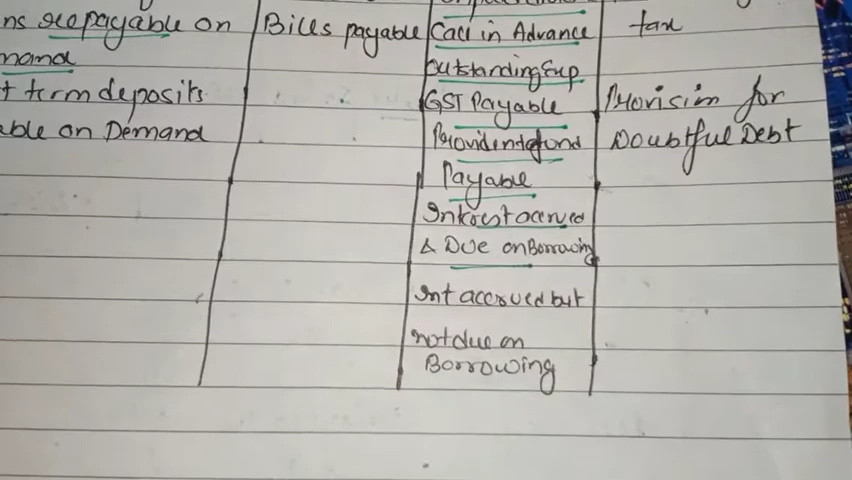 ns repayable on
mand
t term deposits
able on Demand
Bills payable
Call in Advance
Outstanding Exp
GST Payable
Provident fund
Payable
Interest accrued
& Due on Borrowing
Int accrued but
not due on
Borrowing
tax
Provision for
Doubtful Debt